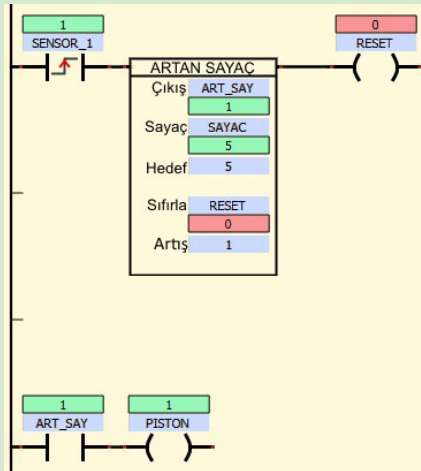 1 0
SENSOR_1 RESET
ARTAN SAYAÇ
Çıkış ART_SAY
1
Sayaç SAYAC
5
Hedef 5
Sıfırla RESET
0
Artış 1
1 1
ART_SAY PISTON